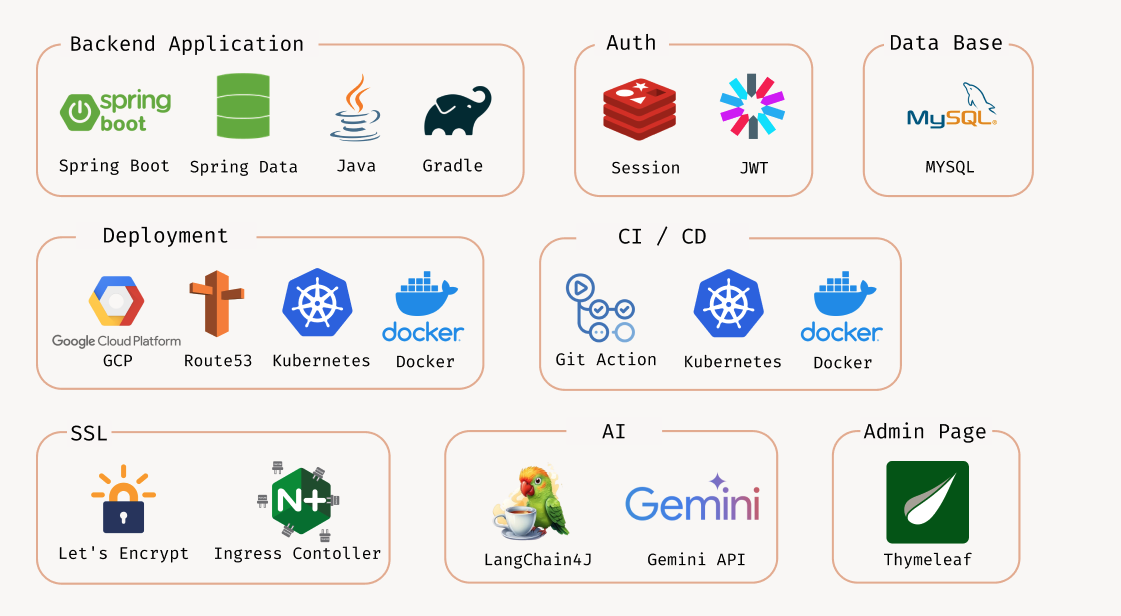 Backend Application
spring
boot
Spring Boot
Spring Data
Java
Gradle
Auth
Session
JWT
Data Base
MySQL®
MYSQL
Deployment
Google Cloud Platform
GCP
Route53
Kubernetes
docker
Docker
CI / CD
Git Action
Kubernetes
docker
Docker
SSL
Let's Encrypt
N+
Ingress Contoller
AI
LangChain4J
Gemini
Gemini API
Admin Page
Thymeleaf